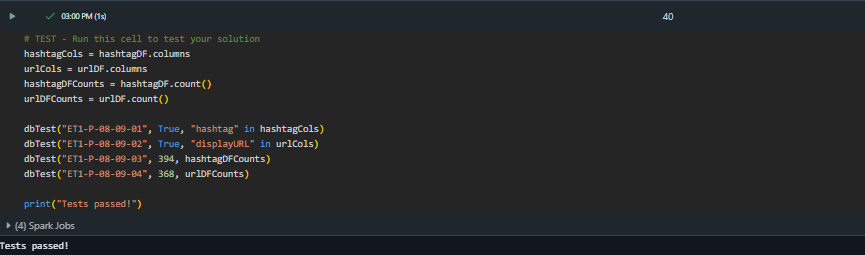 03:00 PM (1s)
40
# TEST - Run this cell to test your solution
hashtagCols = hashtagDF.columns
urlCols = urlDF.columns
hashtagDFCounts = hashtagDF.count()
urlDFCounts = urlDF.count()
dbTest("ET1-P-08-09-01", True, "hashtag" in hashtagCols)
dbTest("ET1-P-08-09-02", True, "displayURL" in urlCols)
dbTest("ET1-P-08-09-03", 394, hashtagDFCounts)
dbTest("ET1-P-08-09-04", 368, urlDFCounts)
print("Tests passed!")
(4) Spark Jobs
Tests passed!